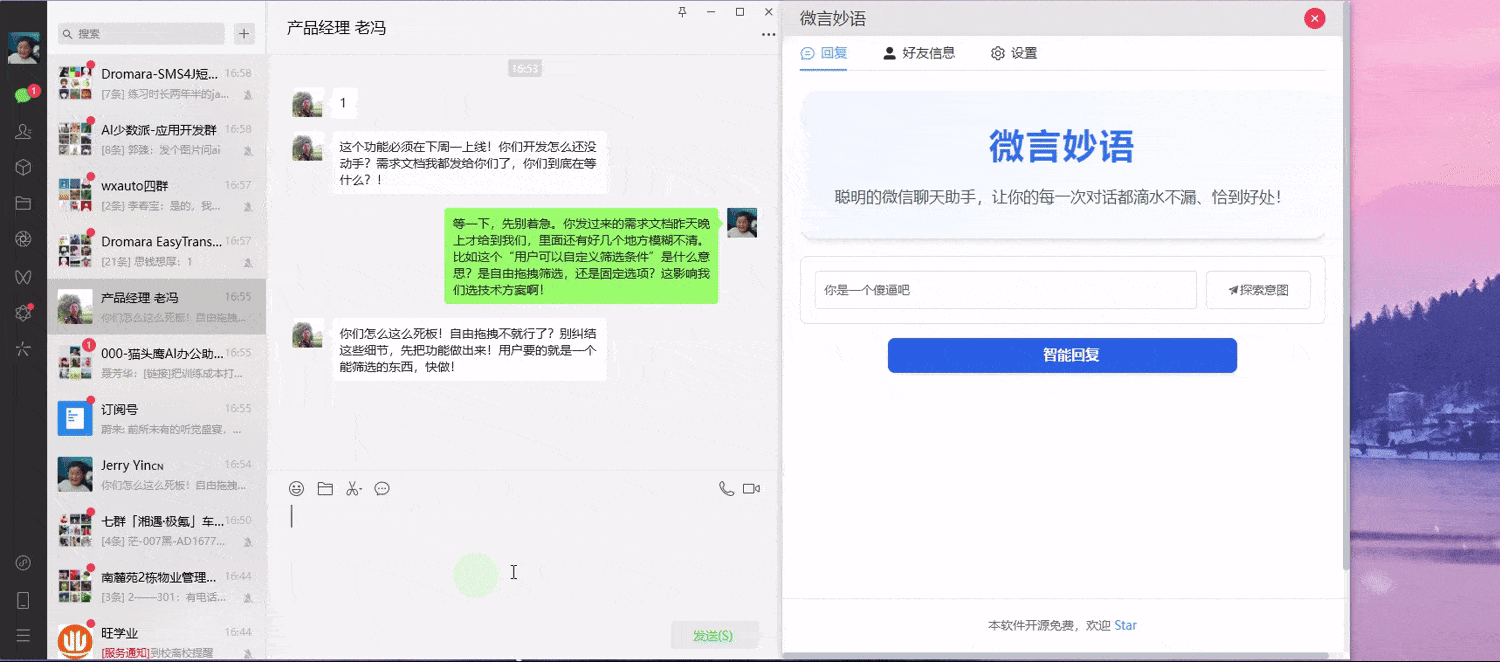 搜索
Dromara-SMS4J短... 16:58
[7条] 练习时长两年半的ja...
1
AI少数派-应用开发群 16:58
[8条] 郭臻：发个图片问ai
wxauto四群 16:57
[2条] 李春宝：是的，我...
Dromara EasyTrans... 16:57
[21条] 思钱想厚：1
产品经理 老冯 16:55
你们怎么这么死板！自由拖拽...
1
000-猫头鹰AI办公助... 16:55
聂芳华：[链接]把训练成本打...
订阅号 16:55
蔚来: 前所未有的听觉盛宴，...
Jerry Yin CN 16:54
你们怎么这么死板！自由拖拽...
七群「湘遇·极氪」车... 16:50
[4条] 茫-007黑-AD1677...
南麓苑2栋物业管理... 16:44
[3条] 2——301：有电话...
旺学业 16:44
[服务通知]到校离校提醒
产品经理 老冯
16:53
1
这个功能必须在下周一上线！你们开发怎么还没
动手？需求文档我都发给你们了，你们到底在等
什么？！
等一下，先别着急。你发过来的需求文档昨天晚
上才给到我们，里面还有好几个地方模糊不清。
比如这个“用户可以自定义筛选条件”是什么意
思？是自由拖拽筛选，还是固定选项？这影响我
们选技术方案啊！
你们怎么这么死板！自由拖拽不就行了？别纠结
这些细节，先把功能做出来！用户要的就是一个
能筛选的东西，快做！
发送(S)
微言妙语
回复 好友信息 设置
微言妙语
聪明的微信聊天助手，让你的每一次对话都滴水不漏、恰到好处！
你是一个傻逼吧 探索意图
智能回复
本软件开源免费，欢迎 Star